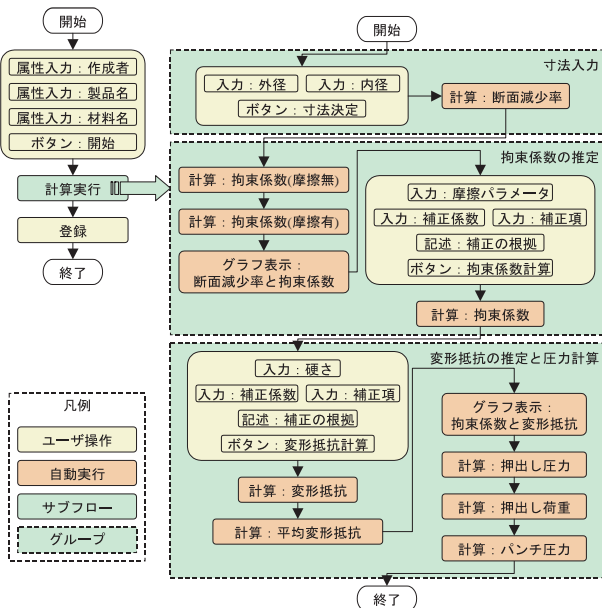 開始
属性入力：作成者
属性入力：製品名
属性入力：材料名
ボタン：開始
計算実行
登録
終了
凡例
ユーザ操作
自動実行
サブフロー
グループ
開始
寸法入力
入力：外径
入力：内径
ボタン：寸法決定
計算：断面減少率
拘束係数の推定
計算：拘束係数(摩擦無)
計算：拘束係数(摩擦有)
グラフ表示：
断面減少率と拘束係数
入力：摩擦パラメータ
入力：補正係数
入力：補正項
記述：補正の根拠
ボタン：拘束係数計算
計算：拘束係数
変形抵抗の推定と圧力計算
入力：硬さ
入力：補正係数
入力：補正項
記述：補正の根拠
ボタン：変形抵抗計算
計算：変形抵抗
計算：平均変形抵抗
グラフ表示：
拘束係数と変形抵抗
計算：押出し圧力
計算：押出し荷重
計算：パンチ圧力
終了